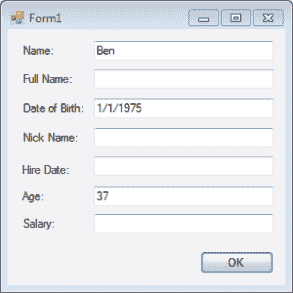 Form1
Name: Ben
Full Name:
Date of Birth: 1/1/1975
Nick Name:
Hire Date:
Age: 37
Salary:
OK